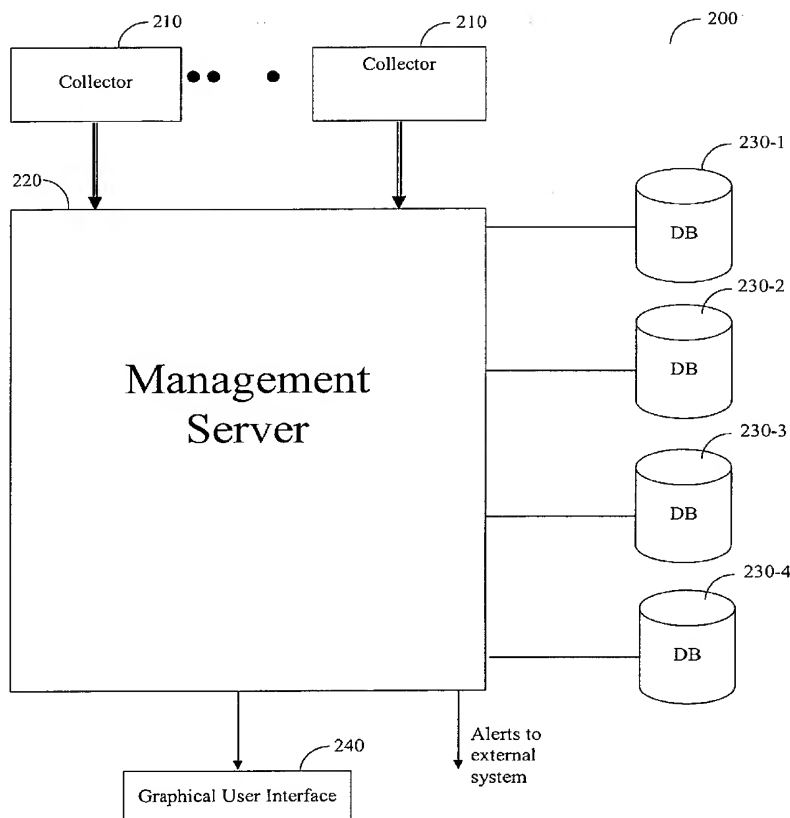 210
210
200
Collector
Collector
220
230-1
DB
230-2
DB
Management
Server
230-3
DB
230-4
DB
240
Alerts to
external
system
Graphical User Interface